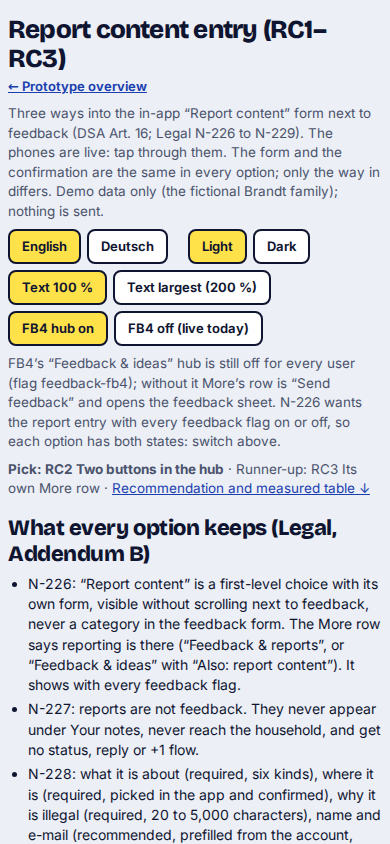 Report content entry (RC1–
RC3)
← Prototype overview
Three ways into the in-app “Report content” form next to
feedback (DSA Art. 16; Legal N-226 to N-229). The
phones are live: tap through them. The form and the
confirmation are the same in every option; only the way in
differs. Demo data only (the fictional Brandt family);
nothing is sent.
English Deutsch Light Dark
Text 100 % Text largest (200 %)
FB4 hub on FB4 off (live today)
FB4’s “Feedback & ideas” hub is still off for every user
(flag feedback-fb4); without it More’s row is “Send
feedback” and opens the feedback sheet. N-226 wants
the report entry with every feedback flag on or off, so
each option has both states: switch above.
Pick: RC2 Two buttons in the hub · Runner-up: RC3 Its
own More row · Recommendation and measured table ↓
What every option keeps (Legal,
Addendum B)
• N-226: “Report content” is a first-level choice with its
own form, visible without scrolling next to feedback,
never a category in the feedback form. The More row
says reporting is there (“Feedback & reports”, or
“Feedback & ideas” with “Also: report content”). It
shows with every feedback flag.
• N-227: reports are not feedback. They never appear
under Your notes, never reach the household, and get
no status, reply or +1 flow.
• N-228: what it is about (required, six kinds), where it
is (required, picked in the app and confirmed), why it
is illegal (required, 20 to 5,000 characters), name and
e-mail (recommended, prefilled from the account,